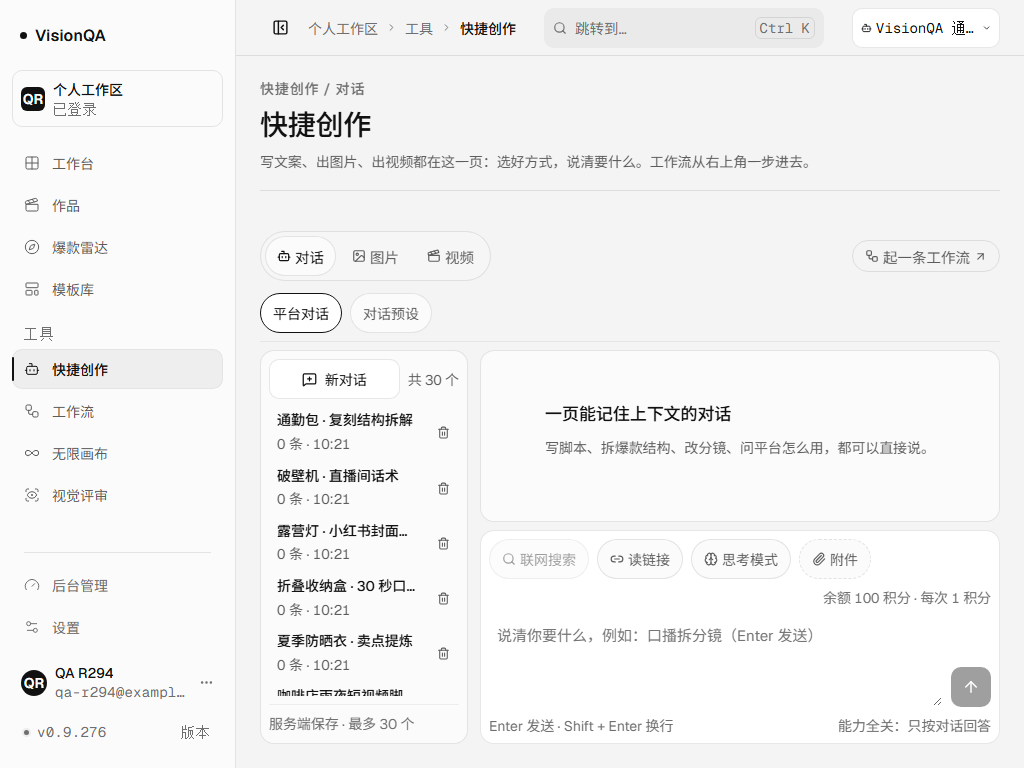 VisionQA
QR
个人工作区
已登录
工作台
作品
爆款雷达
模板库
工具
快捷创作
工作流
无限画布
视觉评审
后台管理
设置
QR
QA R294
qa-r294@exampl…
v0.9.276
版本
个人工作区
工具
快捷创作
跳转到…
Ctrl K
VisionQA 通…
快捷创作 / 对话
快捷创作
写文案、出图片、出视频都在这一页：选好方式，说清要什么。工作流从右上角一步进去。
对话
图片
视频
起一条工作流
平台对话
对话预设
新对话
共 30 个
通勤包 · 复刻结构拆解
0 条 · 10:21
破壁机 · 直播间话术
0 条 · 10:21
露营灯 · 小红书封面…
0 条 · 10:21
折叠收纳盒 · 30 秒口…
0 条 · 10:21
夏季防晒衣 · 卖点提炼
0 条 · 10:21
咖啡店雨夜短视频脚
服务端保存 · 最多 30 个
一页能记住上下文的对话
写脚本、拆爆款结构、改分镜、问平台怎么用，都可以直接说。
联网搜索
读链接
思考模式
附件
余额 100 积分 · 每次 1 积分
说清你要什么，例如：口播拆分镜（Enter 发送）
Enter 发送 · Shift + Enter 换行
能力全关：只按对话回答